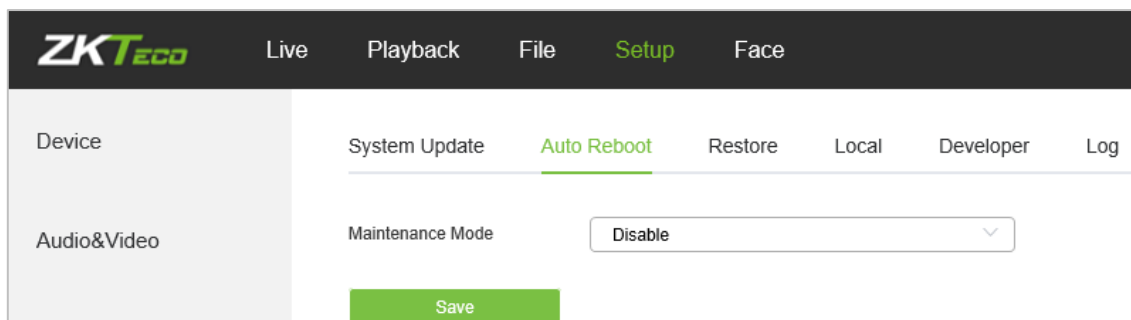 ZKTECO Live Playback File Setup Face
Device
System Update Auto Reboot Restore Local Developer Log
Audio&Video
Maintenance Mode Disable
Save